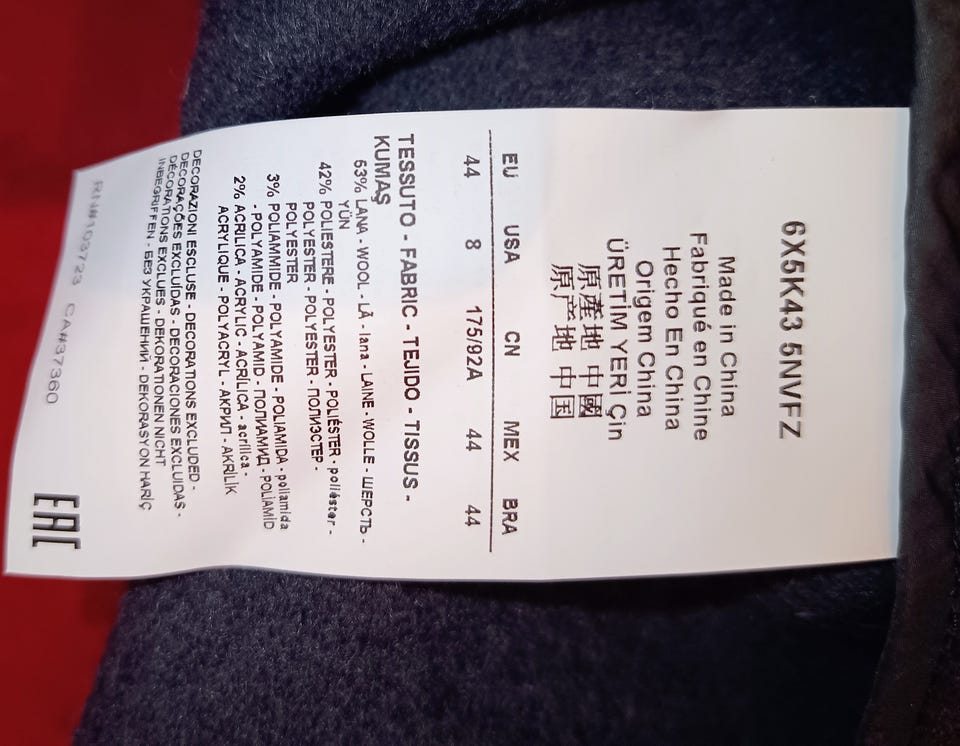 6X5K43 5NVFZ
Made in China
Fabriqué en Chine
Hecho En China
Origem China
ÜRETİM YERİ Çin
原產地 中國
原产地 中国
EU USA CN MEX BRA
44 8 175/92A 44 44
TESSUTO - FABRIC - TEJIDO - TISSUS -
KUMAŞ
53% LANA - WOOL - LÃ - lana - LAINE - WOLLE - ШЕРСТЬ -
YÜN
42% POLIESTERE - POLYESTER - POLIÉSTER - poliéster -
POLYESTER - POLYESTER - ПОЛИЭСТЕР -
POLYESTER
3% POLIAMMIDE - POLYAMIDE - POLIAMIDA - poliamida
- POLYAMIDE - POLYAMID - ПОЛИАМИД - POLİAMİD
2% ACRILICA - ACRYLIC - ACRÍLICA - acrílica -
ACRYLIQUE - POLYACRYL - АКРИЛ - AKRİLİK
DECORAZIONI ESCLUSE - DECORATIONS EXCLUDED -
DECORAÇÕES EXCLUÍDAS - DECORACIONES EXCLUIDAS -
DÉCORATIONS EXCLUES - DEKORATIONEN NICHT
INBEGRIFFEN - БЕЗ УКРАШЕНИЙ - DEKORASYON HARİÇ
RN#103723 CA#37360
EAC